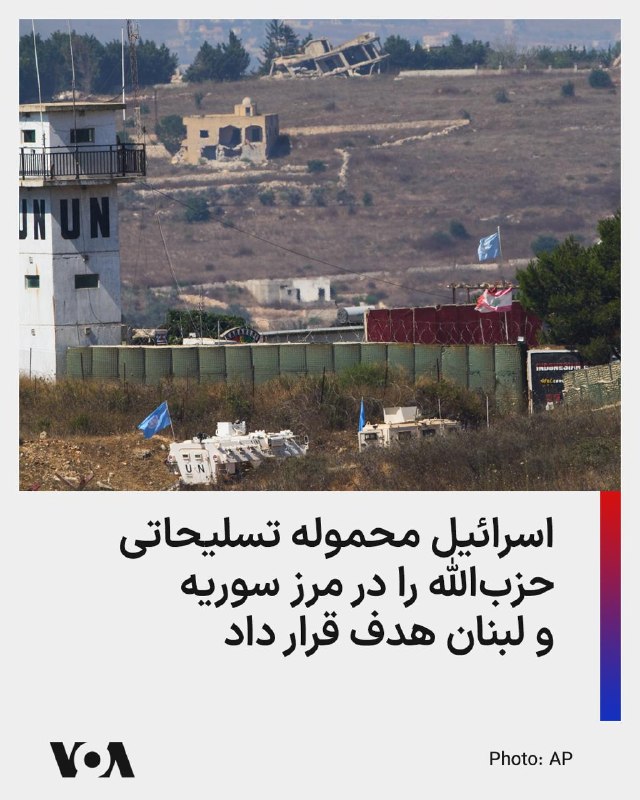 UN
UN
UN
اسرائیل محموله تسلیحاتی
حزب‌الله را در مرز سوریه
و لبنان هدف قرار داد
VOA
Photo: AP